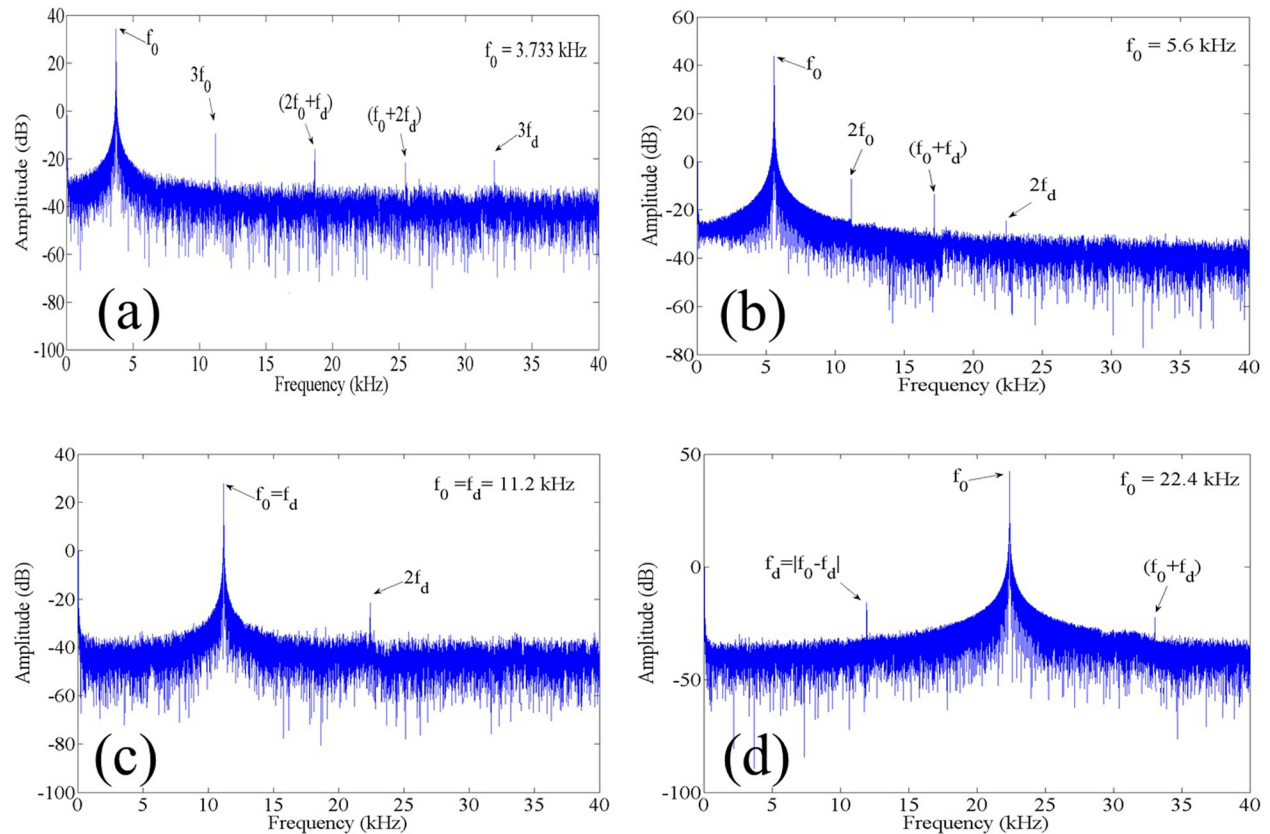 40
20
0
-20
-40
-60
-80
-100
Amplitude (dB)
f0
f0 = 3.733 kHz
3f0
(2f0+fd)
(f0+2fd)
3fd
(a)
0 5 10 15 20 25 30 35 40
Frequency (kHz)
60
40
20
0
-20
-40
-60
-80
Amplitude (dB)
f0
f0 = 5.6 kHz
2f0
(f0+fd)
2fd
(b)
0 5 10 15 20 25 30 35 40
Frequency (kHz)
40
20
0
-20
-40
-60
-80
-100
Amplitude (dB)
f0=fd
f0 =fd= 11.2 kHz
2fd
(c)
0 5 10 15 20 25 30 35 40
Frequency (kHz)
50
0
-50
-100
Amplitude (dB)
f0
f0 = 22.4 kHz
fd=|f0-fd|
(f0+fd)
(d)
0 5 10 15 20 25 30 35 40
Frequency (kHz)